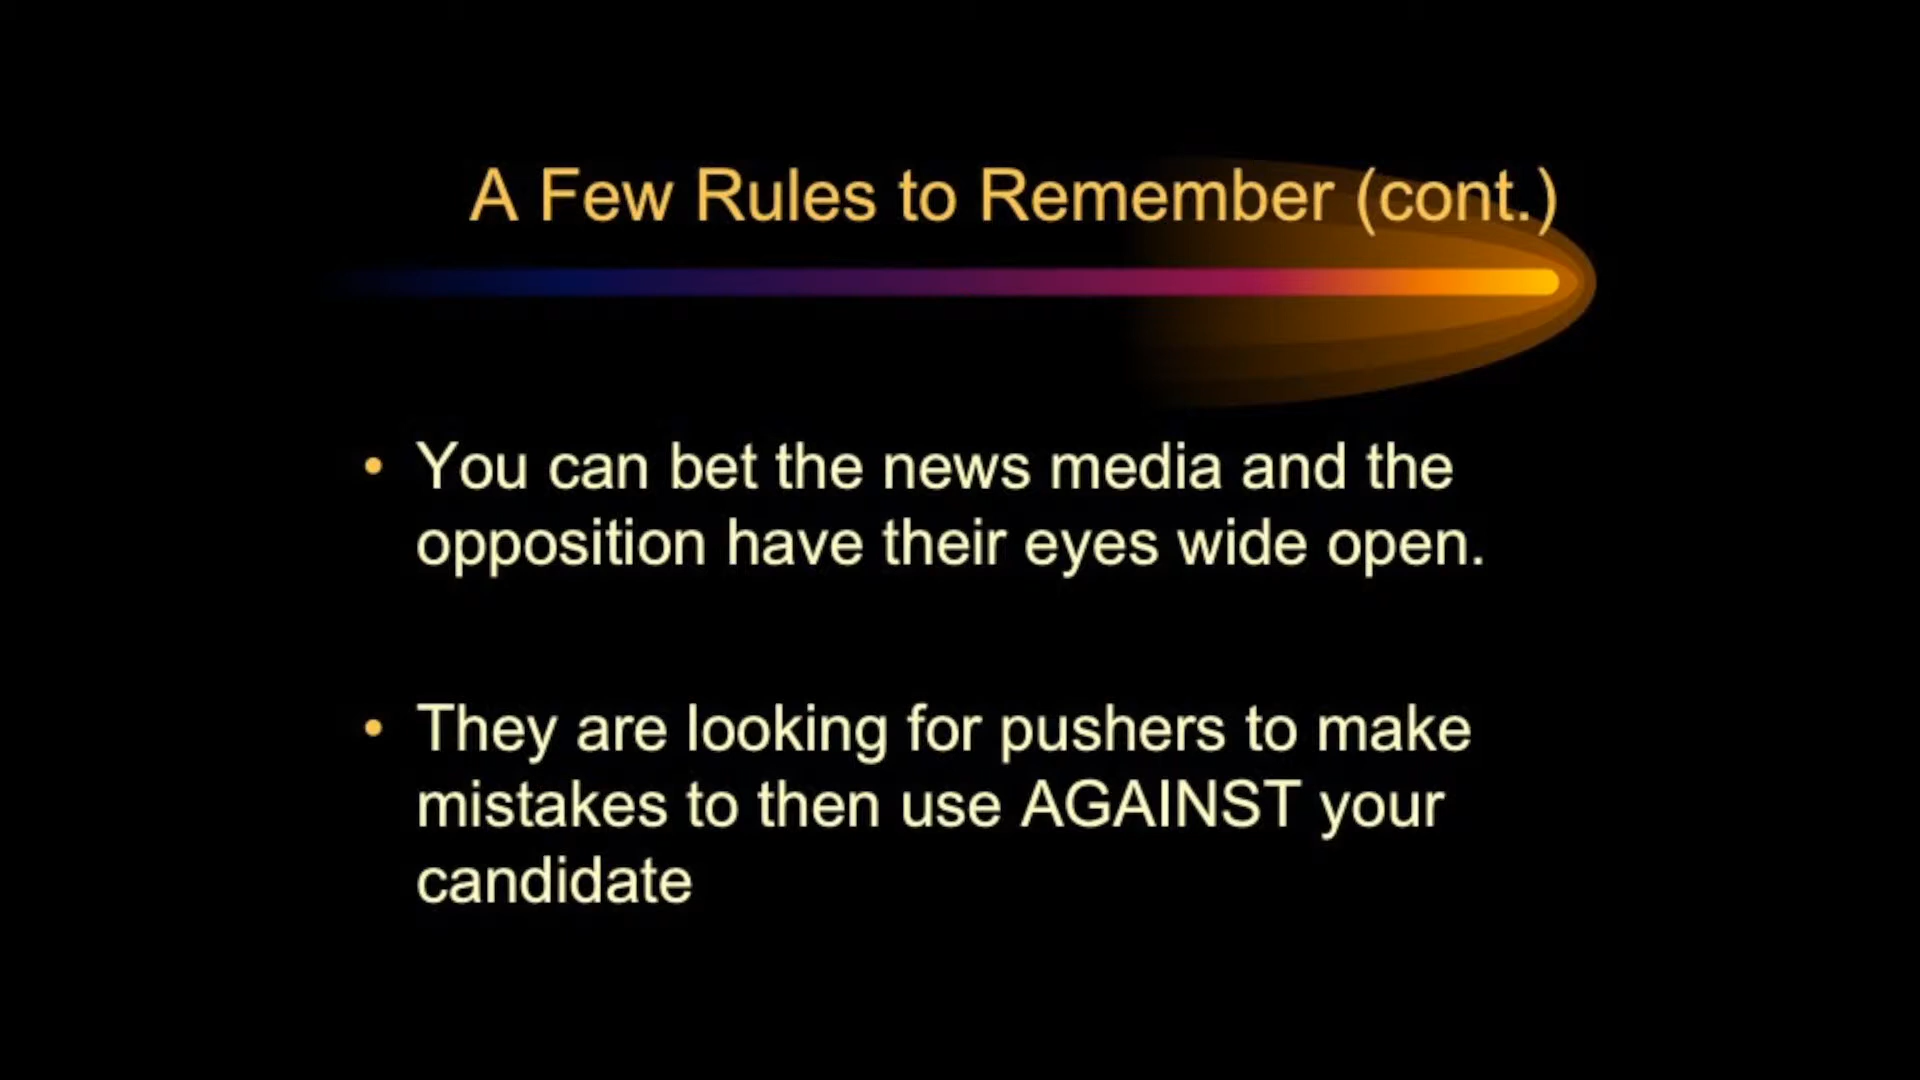 A Few Rules to Remember (cont.)
• You can bet the news media and the
opposition have their eyes wide open.
• They are looking for pushers to make
mistakes to then use AGAINST your
candidate